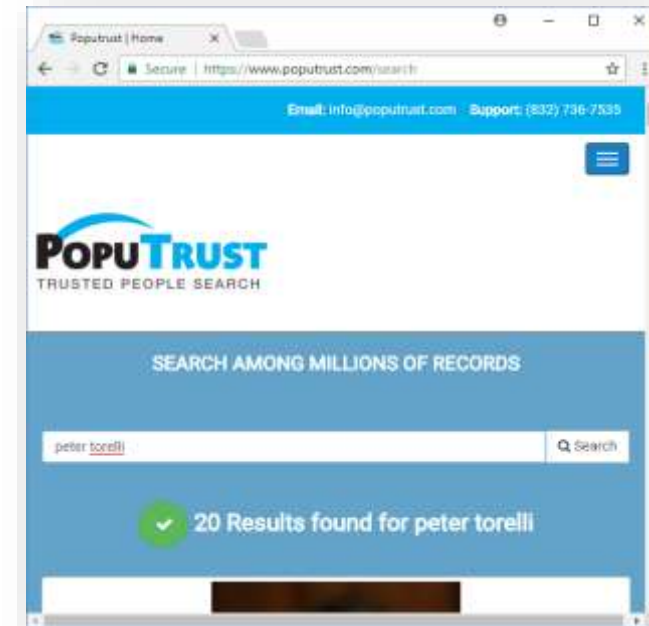 Poputrust | Home
Secure | https://www.poputrust.com/search
Email: info@poputrust.com Support: (832) 736-7535
POPUTRUST
TRUSTED PEOPLE SEARCH
SEARCH AMONG MILLIONS OF RECORDS
peter torelli
Search
20 Results found for peter torelli